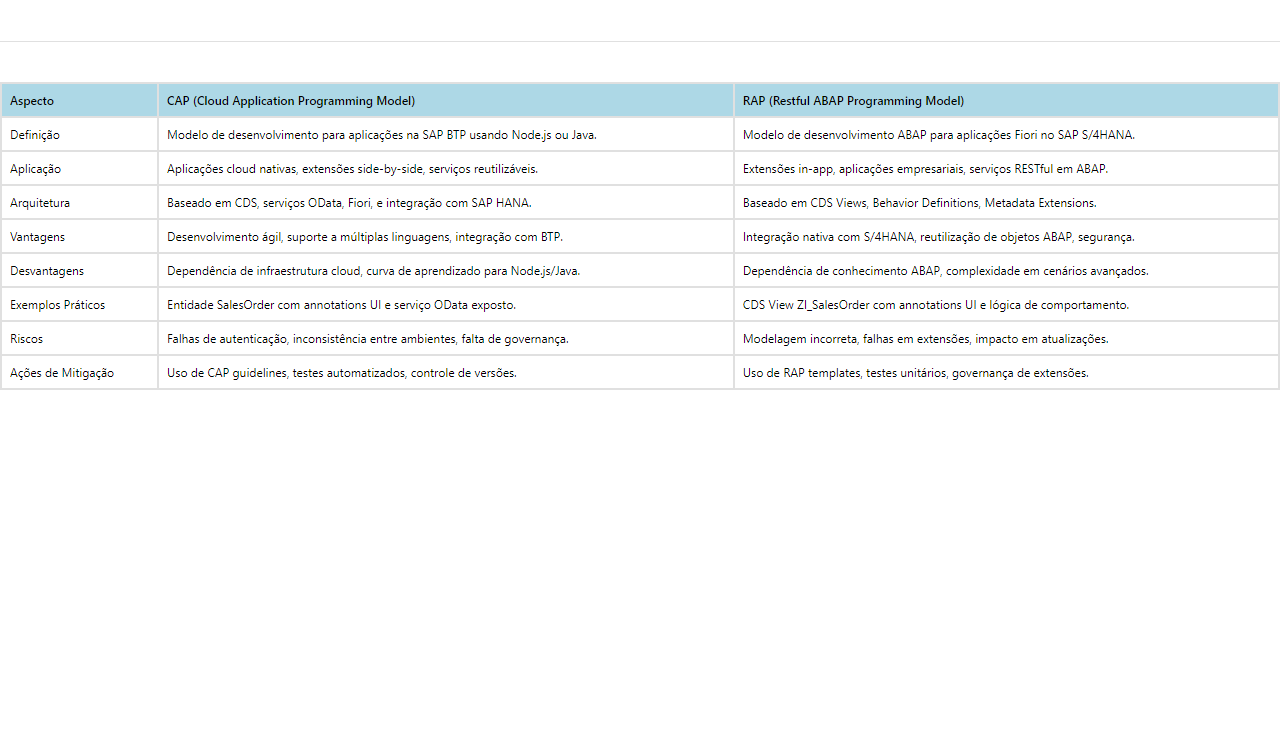 Aspecto CAP (Cloud Application Programming Model) RAP (Restful ABAP Programming Model)
Definição Modelo de desenvolvimento para aplicações na SAP BTP usando Node.js ou Java. Modelo de desenvolvimento ABAP para aplicações Fiori no SAP S/4HANA.
Aplicação Aplicações cloud nativas, extensões side-by-side, serviços reutilizáveis. Extensões in-app, aplicações empresariais, serviços RESTful em ABAP.
Arquitetura Baseado em CDS, serviços OData, Fiori, e integração com SAP HANA. Baseado em CDS Views, Behavior Definitions, Metadata Extensions.
Vantagens Desenvolvimento ágil, suporte a múltiplas linguagens, integração com BTP. Integração nativa com S/4HANA, reutilização de objetos ABAP, segurança.
Desvantagens Dependência de infraestrutura cloud, curva de aprendizado para Node.js/Java. Dependência de conhecimento ABAP, complexidade em cenários avançados.
Exemplos Práticos Entidade SalesOrder com annotations UI e serviço OData exposto. CDS View ZI_SalesOrder com annotations UI e lógica de comportamento.
Riscos Falhas de autenticação, inconsistência entre ambientes, falta de governança. Modelagem incorreta, falhas em extensões, impacto em atualizações.
Ações de Mitigação Uso de CAP guidelines, testes automatizados, controle de versões. Uso de RAP templates, testes unitários, governança de extensões.